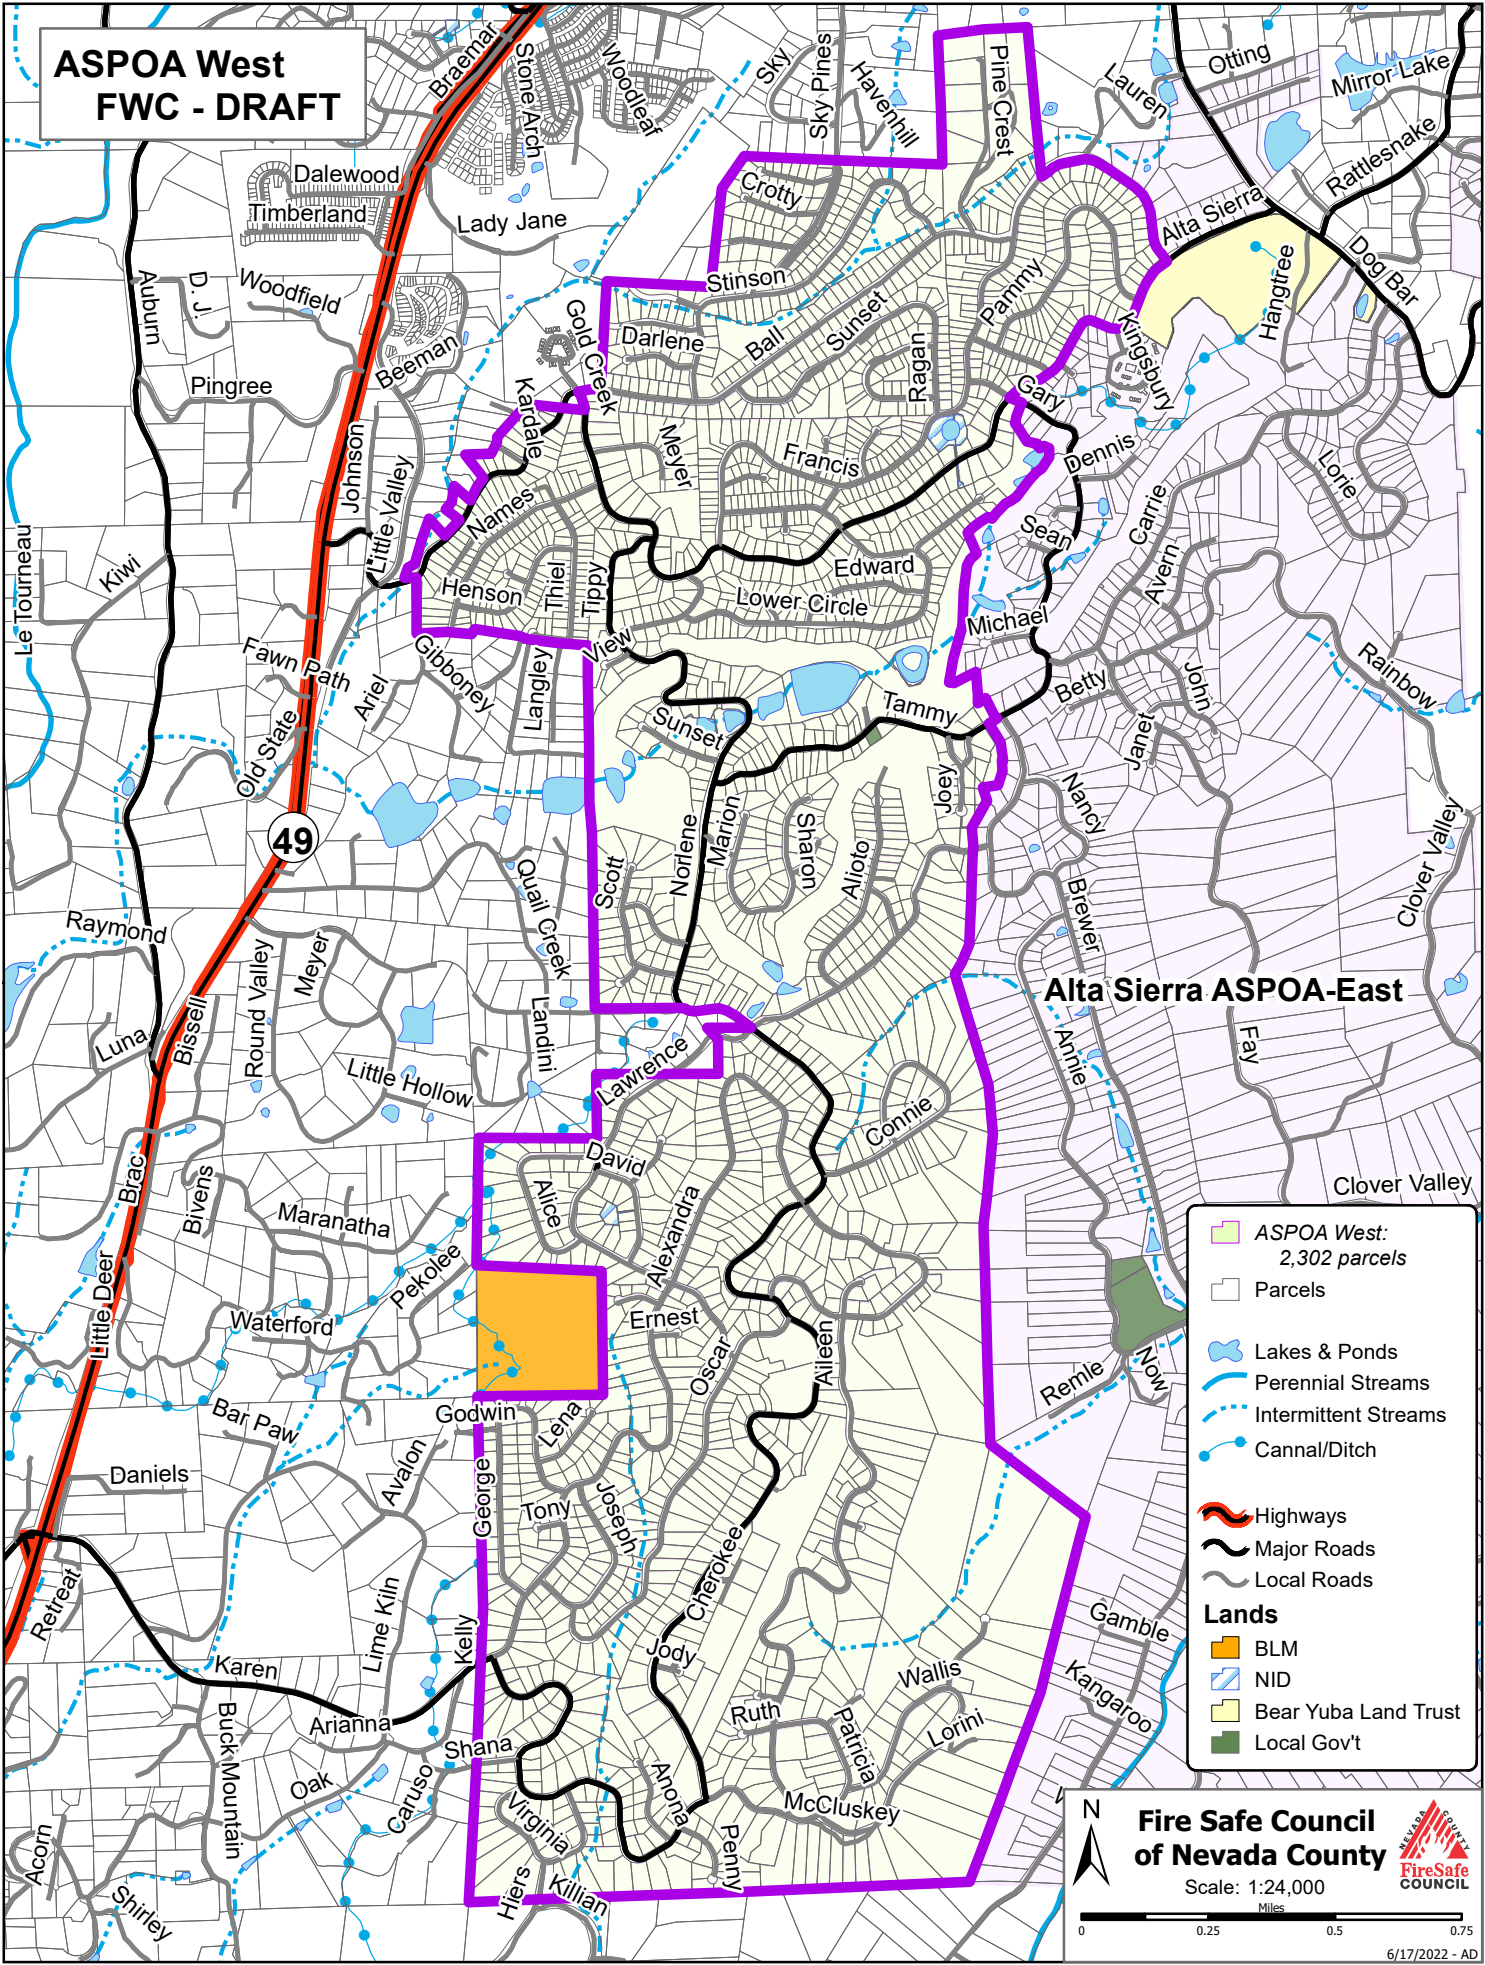 ASPOA West
FWC - DRAFT
Braemar
Stone Arch
Woodleaf
Sky
Sky Pines
Havenhill
Pine Crest
Lauren
Otting
Mirror Lake
Rattlesnake
Dalewood
Timberland
Lady Jane
Crotty
Alta Sierra
Dog Bar
Hangtree
Auburn
D. J.
Woodfield
Stinson
Pammy
Gold Creek
Darlene
Ball
Sunset
Ragan
Kingsbury
Beeman
Pingree
Kardale
Gary
Johnson
Little Valley
Meyer
Francis
Dennis
Lorie
Carrie
Names
Sean
Le Tourneau
Kiwi
Henson
Thiel
Tippy
Edward
Lower Circle
Avern
Michael
Fawn Path
Gibboney
View
Langley
Ariel
Rainbow
John
Betty
Tammy
Sunset
Janet
Old State
49
Joey
Nancy
Norlene
Marion
Sharon
Alioto
Scott
Quail Creek
Clover Valley
Brewer
Raymond
Round Valley
Meyer
Alta Sierra ASPOA-East
Luna
Bissell
Landini
Little Hollow
Lawrence
Annie
Fay
Connie
Brac
Bivens
Maranatha
David
Alice
Alexandra
Clover Valley
Pekolee
Little Deer
Waterford
Ernest
Oscar
Aileen
Remle
Now
Bar Paw
Godwin
Lena
Daniels
Avalon
George
Tony
Joseph
Cherokee
Retreat
Lime Kiln
Kelly
Karen
Jody
Gamble
Kangaroo
Wallis
Ruth
Patricia
Lorini
Buck Mountain
Arianna
Shana
Oak
Caruso
Anona
McCluskey
Virginia
Penny
Acorn
Shirley
Hiers
Killian
ASPOA West:
2,302 parcels
Parcels
Lakes & Ponds
Perennial Streams
Intermittent Streams
Cannal/Ditch
Highways
Major Roads
Local Roads
Lands
BLM
NID
Bear Yuba Land Trust
Local Gov't
N
Fire Safe Council
of Nevada County
Scale: 1:24,000
Miles
0 0.25 0.5 0.75
NEVADA COUNTY
FireSafe
COUNCIL
6/17/2022 - AD